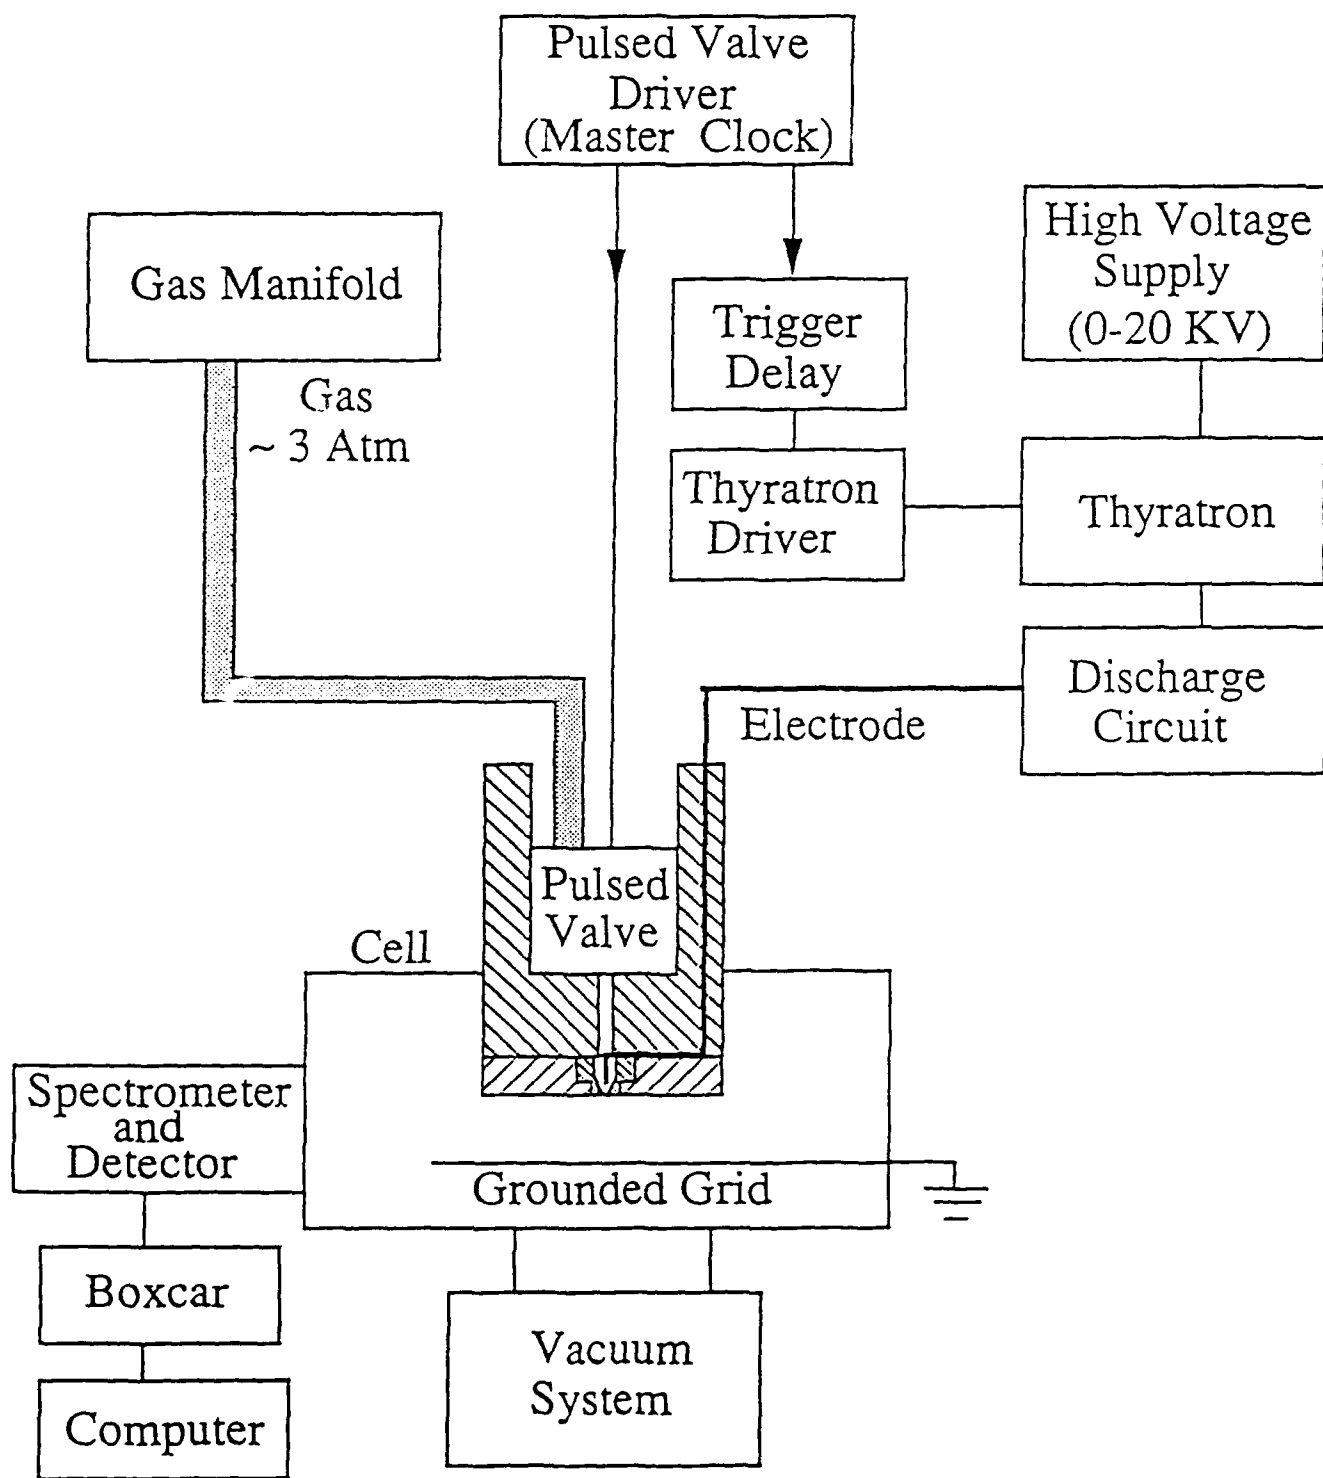 Pulsed Valve
Driver
(Master Clock)
High Voltage
Supply
(0-20 KV)
Gas Manifold
Trigger
Delay
Gas
~ 3 Atm
Thyratron
Driver
Thyratron
Discharge
Circuit
Electrode
Pulsed
Valve
Cell
Spectrometer
and
Detector
Grounded Grid
Boxcar
Vacuum
System
Computer